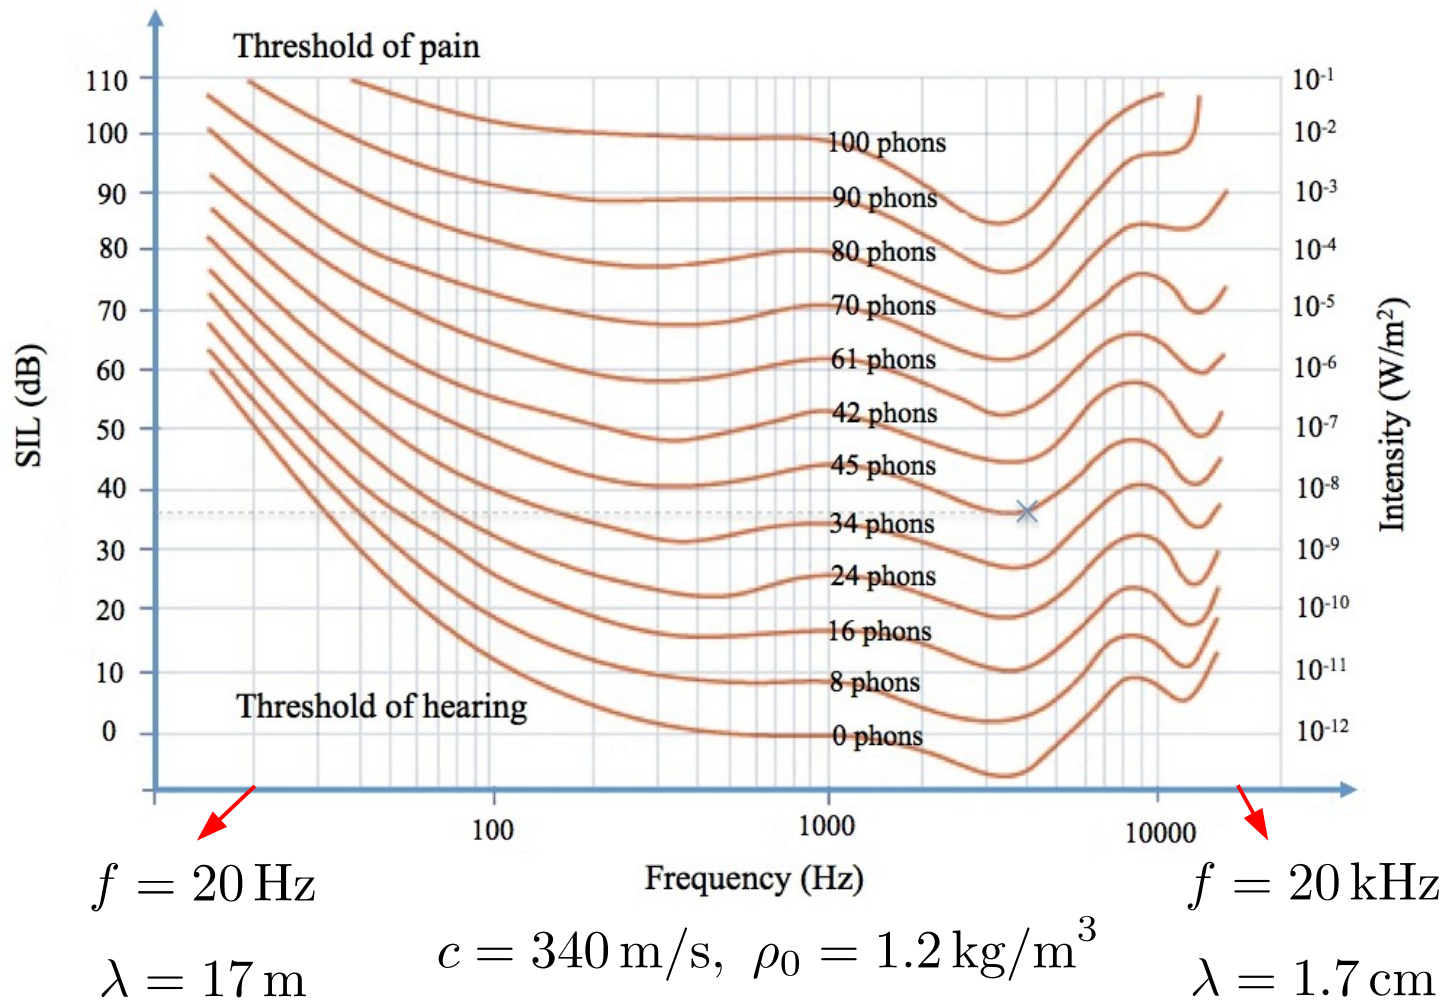 Threshold of pain
110
100
90
80
70
60
50
40
30
20
10
0
SIL (dB)
10⁻¹
10⁻²
10⁻³
10⁻⁴
10⁻⁵
10⁻⁶
10⁻⁷
10⁻⁸
10⁻⁹
10⁻¹⁰
10⁻¹¹
10⁻¹²
Intensity (W/m²)
100 phons
90 phons
80 phons
70 phons
61 phons
42 phons
45 phons
34 phons
24 phons
16 phons
8 phons
0 phons
Threshold of hearing
100
1000
10000
Frequency (Hz)
f = 20 Hz
λ = 17 m
c = 340 m/s, ρ₀ = 1.2 kg/m³
f = 20 kHz
λ = 1.7 cm